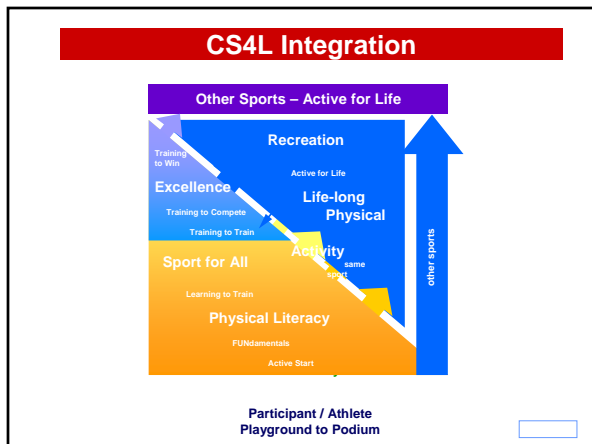 CS4L Integration
Other Sports – Active for Life
Recreation
Training
to Win
Active for Life
Excellence
Life-long
Physical
Training to Compete
Training to Train
Activity
same
sport
other sports
Sport for All
Learning to Train
Physical Literacy
FUNdamentals
Active Start
Participant / Athlete
Playground to Podium